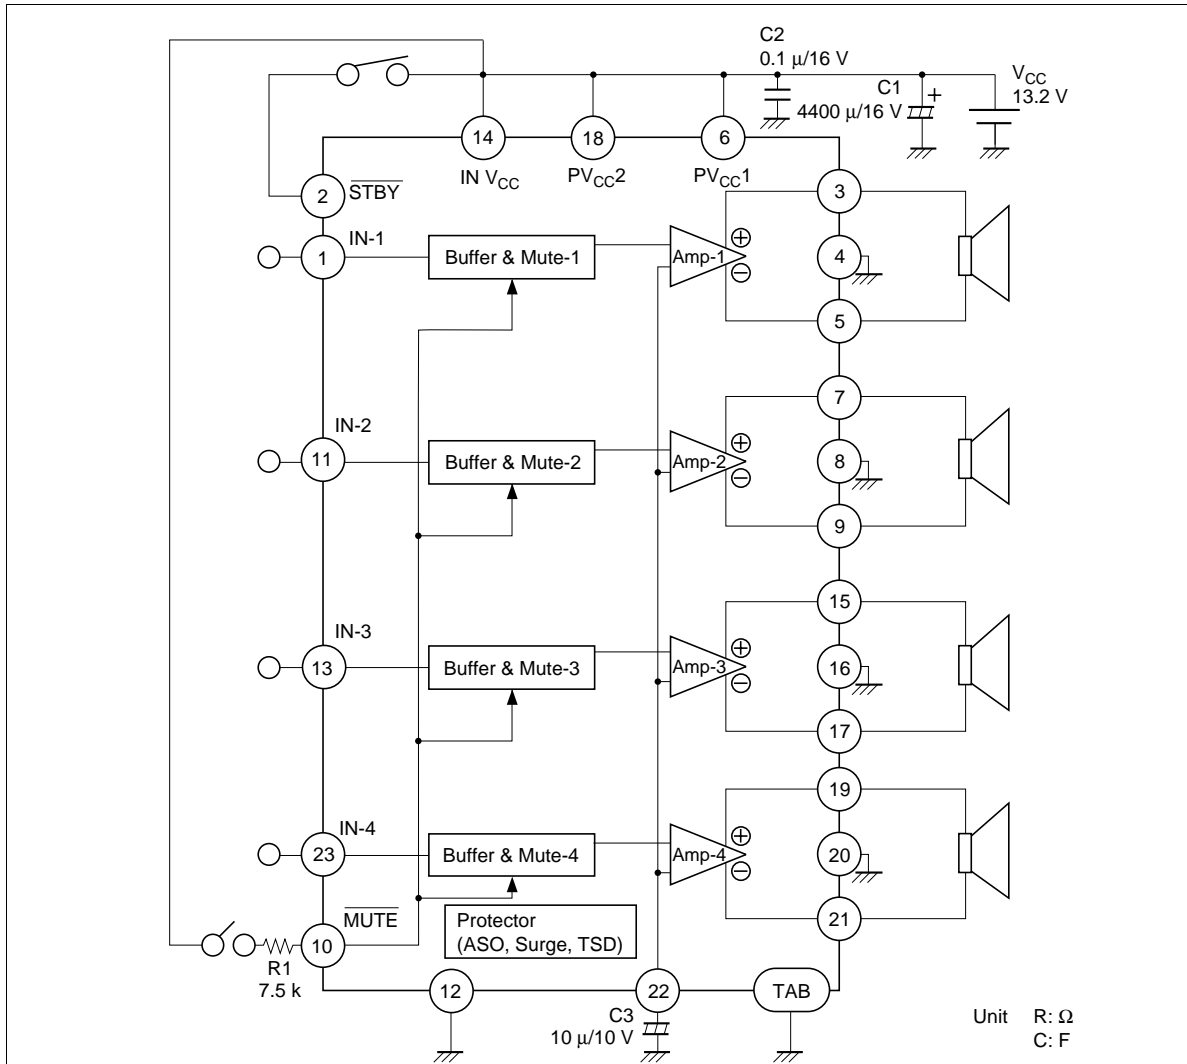 C2
0.1 μ/16 V
C1
+
4400 μ/16 V
VCC
13.2 V
14
18
6
IN VCC
PVCC2
PVCC1
2
STBY
3
IN-1
1
Buffer & Mute-1
Amp-1
+
−
4
5
7
IN-2
11
Buffer & Mute-2
Amp-2
+
−
8
9
15
IN-3
13
Buffer & Mute-3
Amp-3
+
−
16
17
19
IN-4
23
Buffer & Mute-4
Amp-4
+
−
20
21
MUTE
10
R1
7.5 k
Protector
(ASO, Surge, TSD)
12
22
TAB
C3
10 μ/10 V
Unit R: Ω
C: F